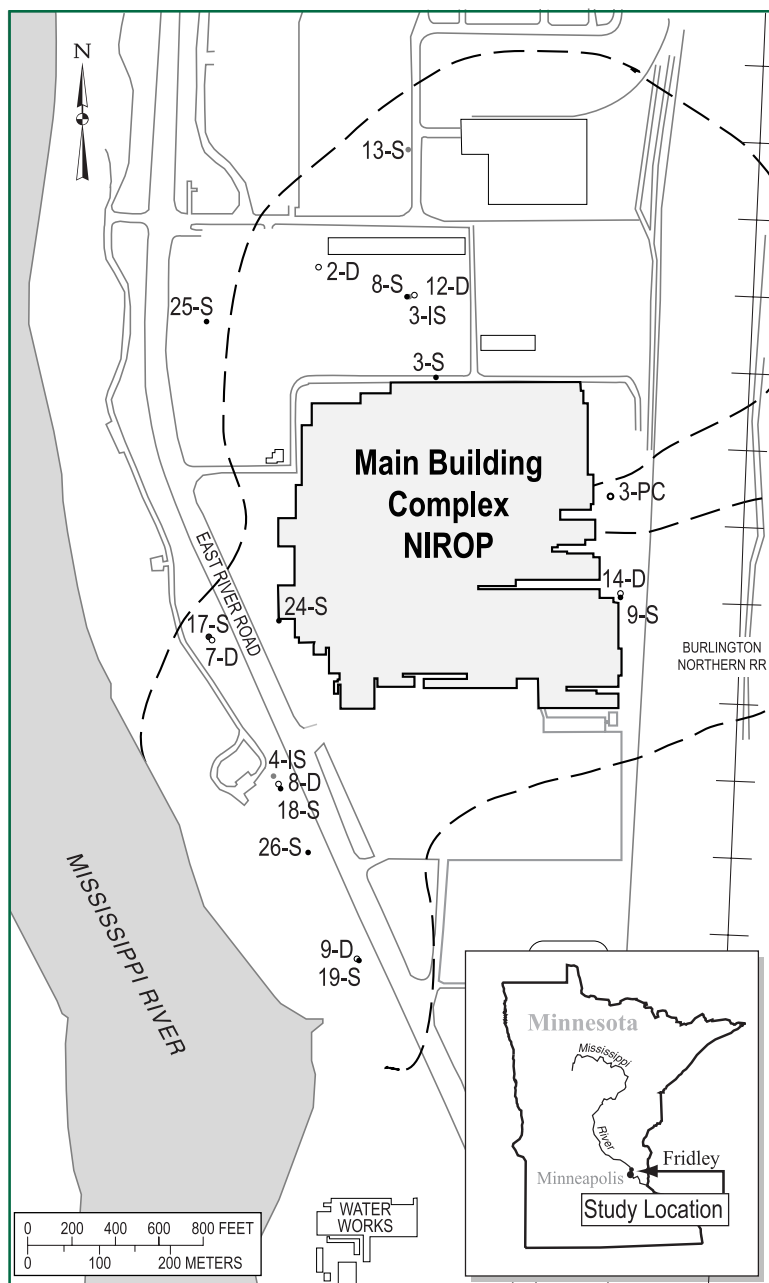 N
13-S
2-D
8-S
12-D
3-IS
25-S
3-S
Main Building
Complex
NIROP
3-PC
EAST RIVER ROAD
14-D
9-S
24-S
17-S
7-D
BURLINGTON
NORTHERN RR
4-IS
8-D
18-S
26-S
MISSISSIPPI RIVER
9-D
19-S
Minnesota
Mississippi
River
Fridley
Minneapolis
Study Location
WATER
WORKS
0 200 400 600 800 FEET
0 100 200 METERS